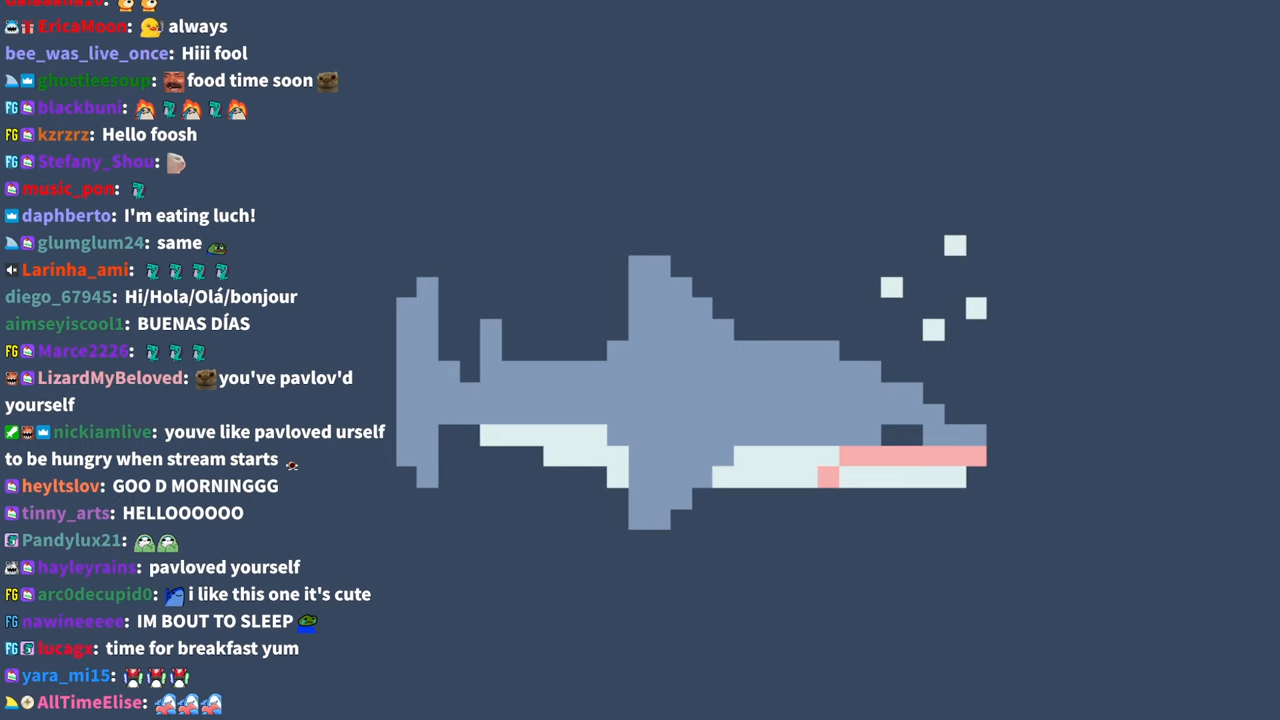 EricaMoon: always
bee_was_live_once: Hiii fool
ghostleesoup: food time soon
blackbuni:
kzrzrz: Hello foosh
Stefany_Shou:
music_pon:
daphberto: I'm eating luch!
glumglum24: same
Larinha_ami:
diego_67945: Hi/Hola/Olá/bonjour
aimseyiscool1: BUENAS DÍAS
Marce2226:
LizardMyBeloved: you've pavlov'd
yourself
nickiamlive: youve like pavloved urself
to be hungry when stream starts
heyltslov: GOO D MORNINGGG
tinny_arts: HELLOOOOOO
Pandylux21:
hayleyrains: pavloved yourself
arc0decupid0: i like this one it's cute
nawineeeee: IM BOUT TO SLEEP
lucagx: time for breakfast yum
yara_mi15:
AllTimeElise: